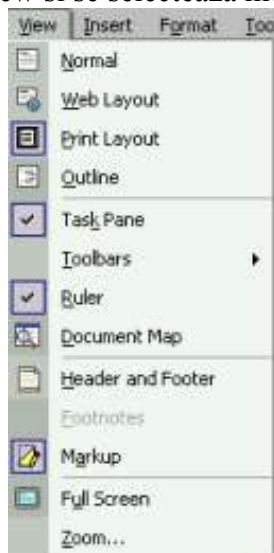 View Insert Format
Normal
Web Layout
Print Layout
Outline
Task Pane
Toolbars
Ruler
Document Map
Header and Footer
Footnotes
Markup
Full Screen
Zoom...